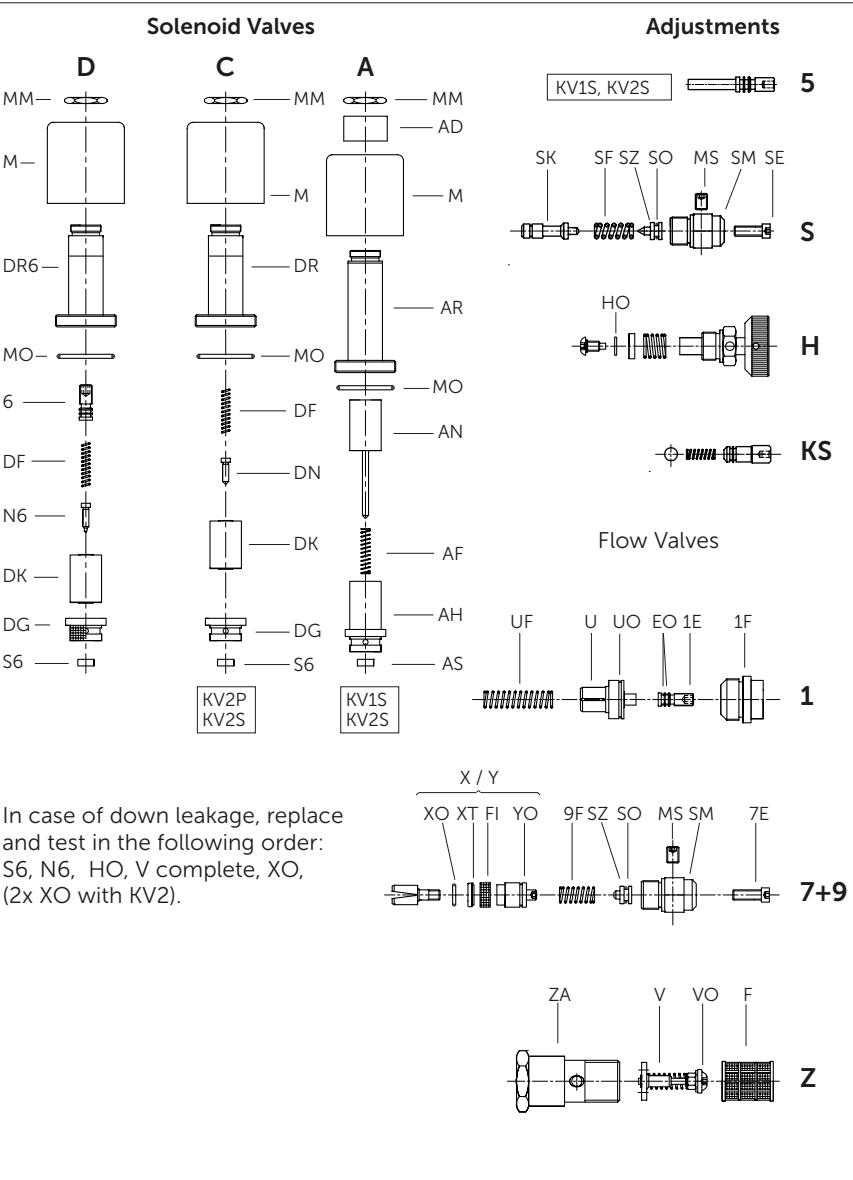 Solenoid Valves
D C A
MM MM MM
AD
M M M
DR6 DR AR
MO MO MO
6 DF AN
DF DN
N6 DK AF
DK
DG DG AH
S6 S6 AS
KV2P
KV2S
KV1S
KV2S
In case of down leakage, replace
and test in the following order:
S6, N6, HO, V complete, XO,
(2x XO with KV2).
Adjustments
KV1S, KV2S 5
SK SF SZ SO MS SM SE
S
HO
H
KS
Flow Valves
UF U UO EO 1E 1F
1
X / Y
XO XT FI YO 9F SZ SO MS SM 7E
7+9
ZA V VO F
Z